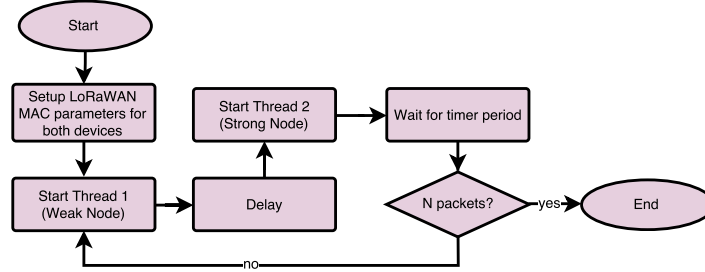 Start
Setup LoRaWAN
MAC parameters for
both devices
Start Thread 1
(Weak Node)
Delay
Start Thread 2
(Strong Node)
Wait for timer period
N packets?
yes
End
no